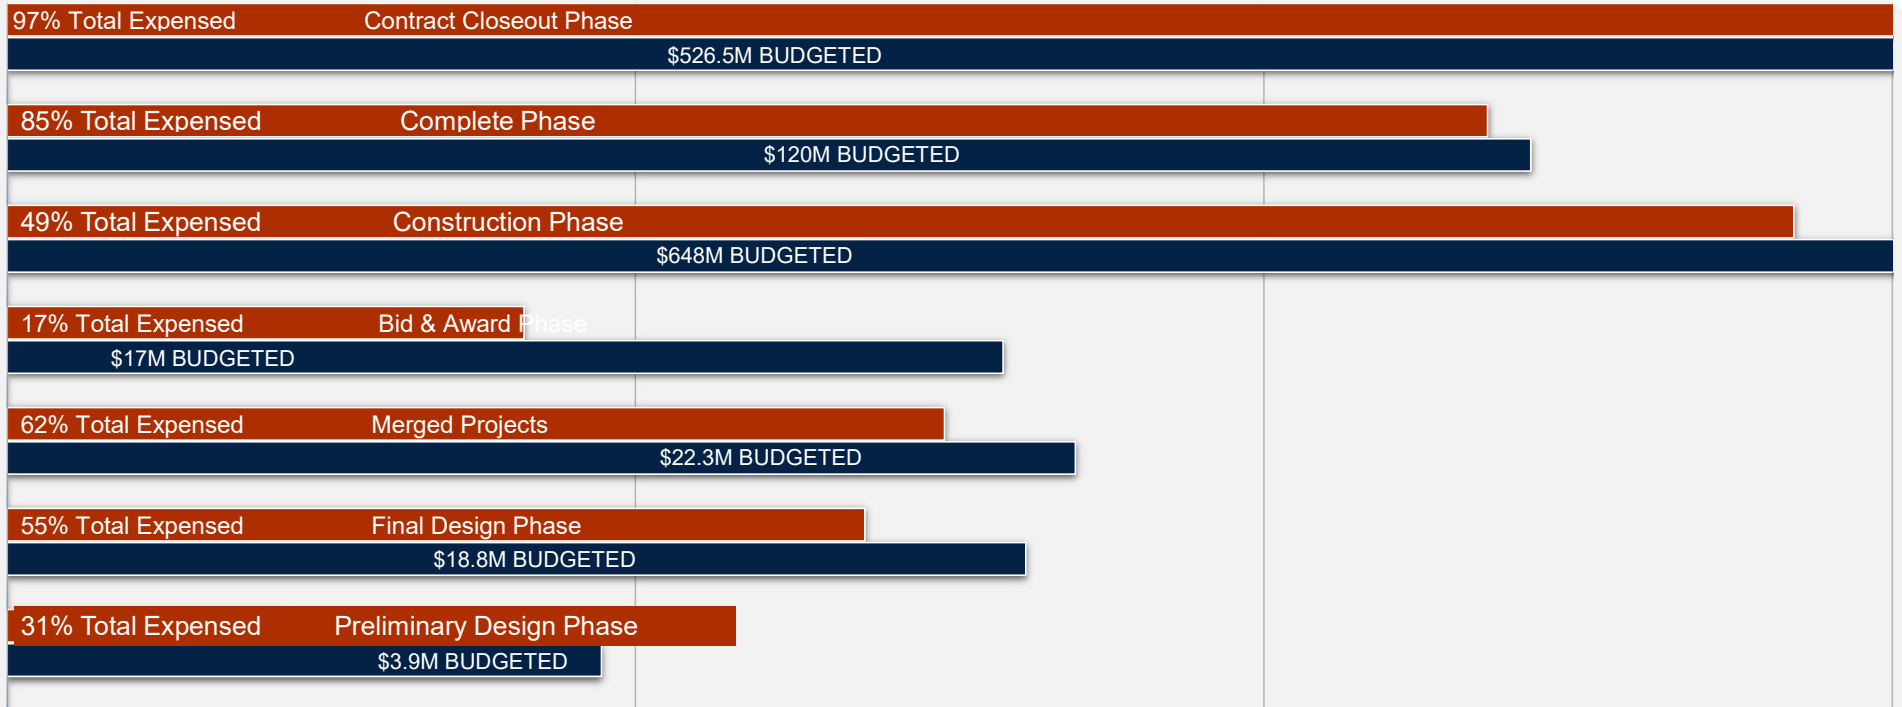 97% Total Expensed Contract Closeout Phase
$526.5M BUDGETED
85% Total Expensed Complete Phase
$120M BUDGETED
49% Total Expensed Construction Phase
$648M BUDGETED
17% Total Expensed Bid & Award Phase
$17M BUDGETED
62% Total Expensed Merged Projects
$22.3M BUDGETED
55% Total Expensed Final Design Phase
$18.8M BUDGETED
31% Total Expensed Preliminary Design Phase
$3.9M BUDGETED